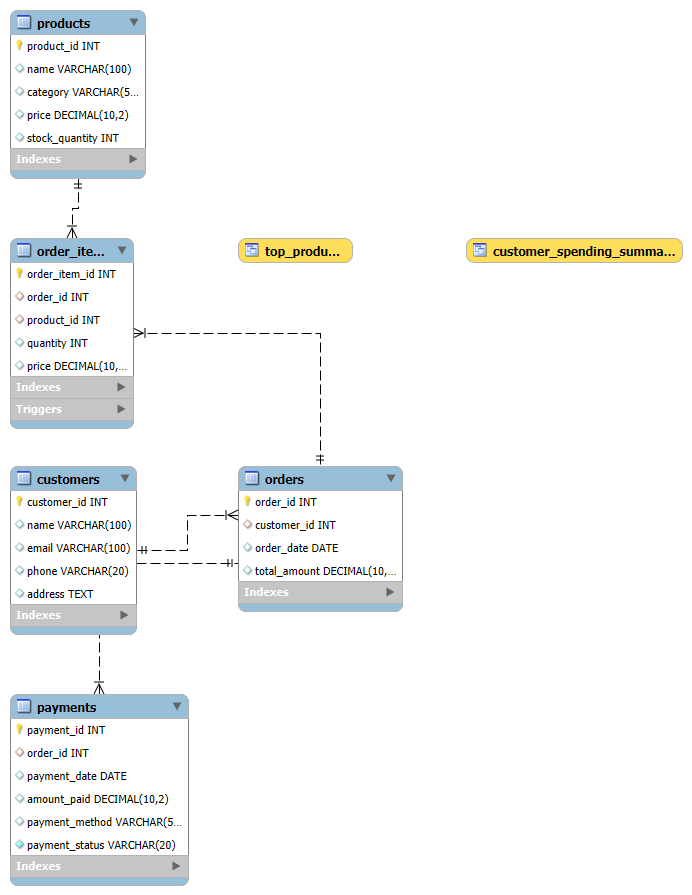 products
product_id INT
name VARCHAR(100)
category VARCHAR(5...
price DECIMAL(10,2)
stock_quantity INT
Indexes
order_ite...
order_item_id INT
order_id INT
product_id INT
quantity INT
price DECIMAL(10,...
Indexes
Triggers
top_produ...
customer_spending_summa...
customers
customer_id INT
name VARCHAR(100)
email VARCHAR(100)
phone VARCHAR(20)
address TEXT
Indexes
orders
order_id INT
customer_id INT
order_date DATE
total_amount DECIMAL(10,...
Indexes
payments
payment_id INT
order_id INT
payment_date DATE
amount_paid DECIMAL(10,2)
payment_method VARCHAR(5...
payment_status VARCHAR(20)
Indexes